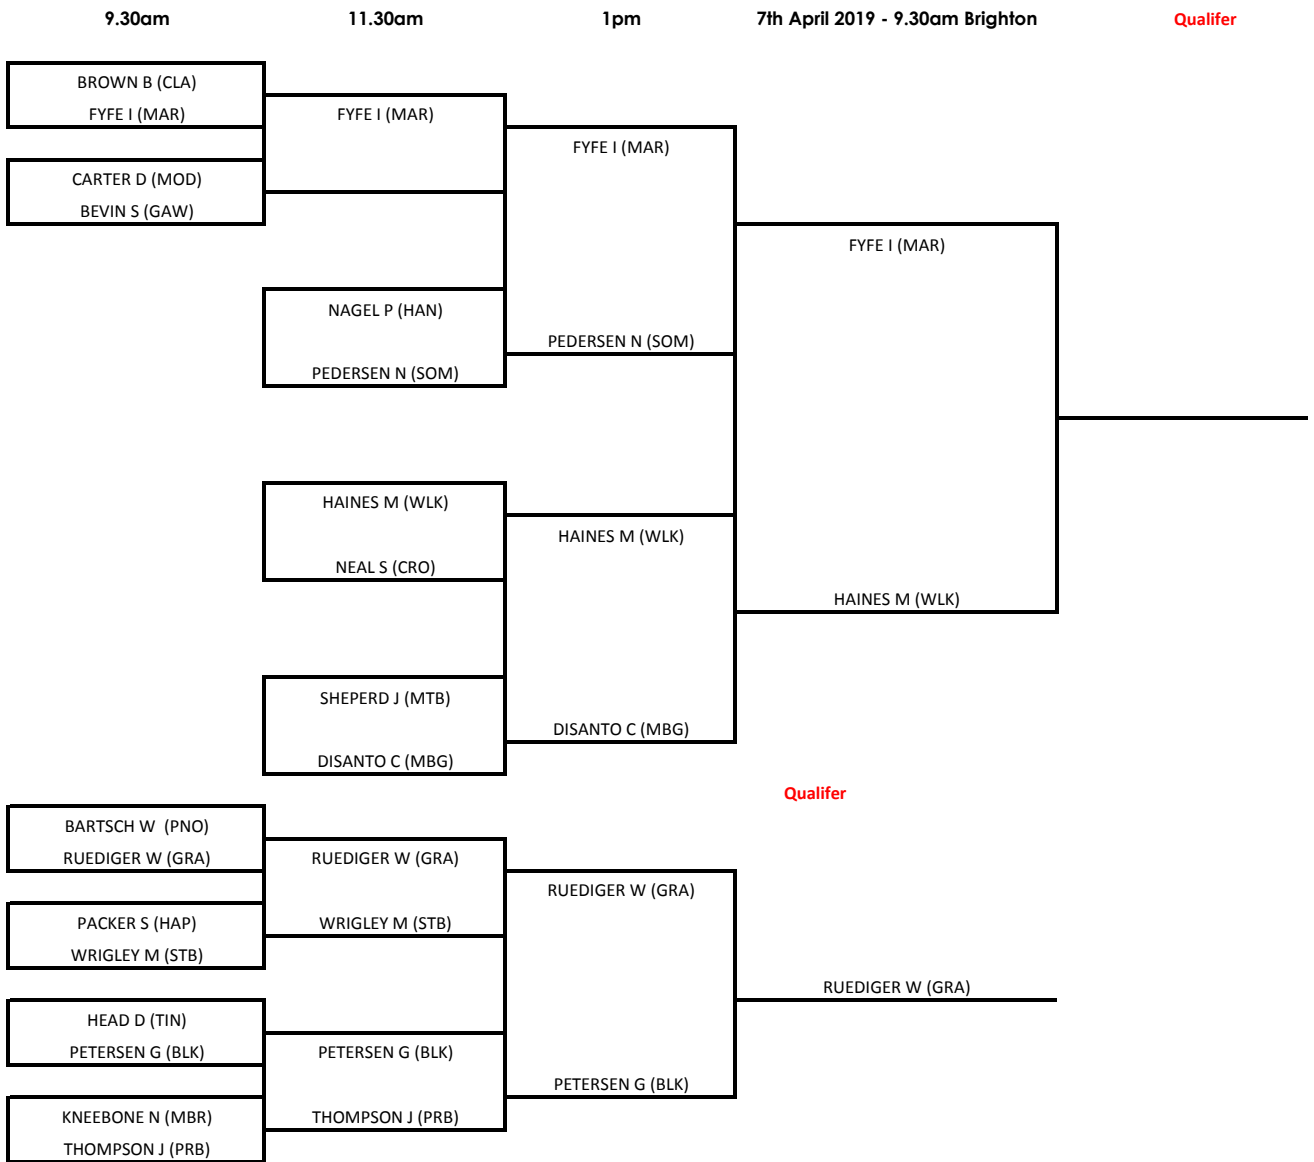 9.30am
11.30am
1pm
7th April 2019 - 9.30am Brighton
Qualifer
BROWN B (CLA)
FYFE I (MAR)
FYFE I (MAR)
FYFE I (MAR)
CARTER D (MOD)
BEVIN S (GAW)
FYFE I (MAR)
NAGEL P (HAN)
PEDERSEN N (SOM)
PEDERSEN N (SOM)
HAINES M (WLK)
HAINES M (WLK)
NEAL S (CRO)
HAINES M (WLK)
SHEPERD J (MTB)
DISANTO C (MBG)
DISANTO C (MBG)
Qualifer
BARTSCH W  (PNO)
RUEDIGER W (GRA)
RUEDIGER W (GRA)
RUEDIGER W (GRA)
PACKER S (HAP)
WRIGLEY M (STB)
WRIGLEY M (STB)
RUEDIGER W (GRA)
HEAD D (TIN)
PETERSEN G (BLK)
PETERSEN G (BLK)
PETERSEN G (BLK)
KNEEBONE N (MBR)
THOMPSON J (PRB)
THOMPSON J (PRB)